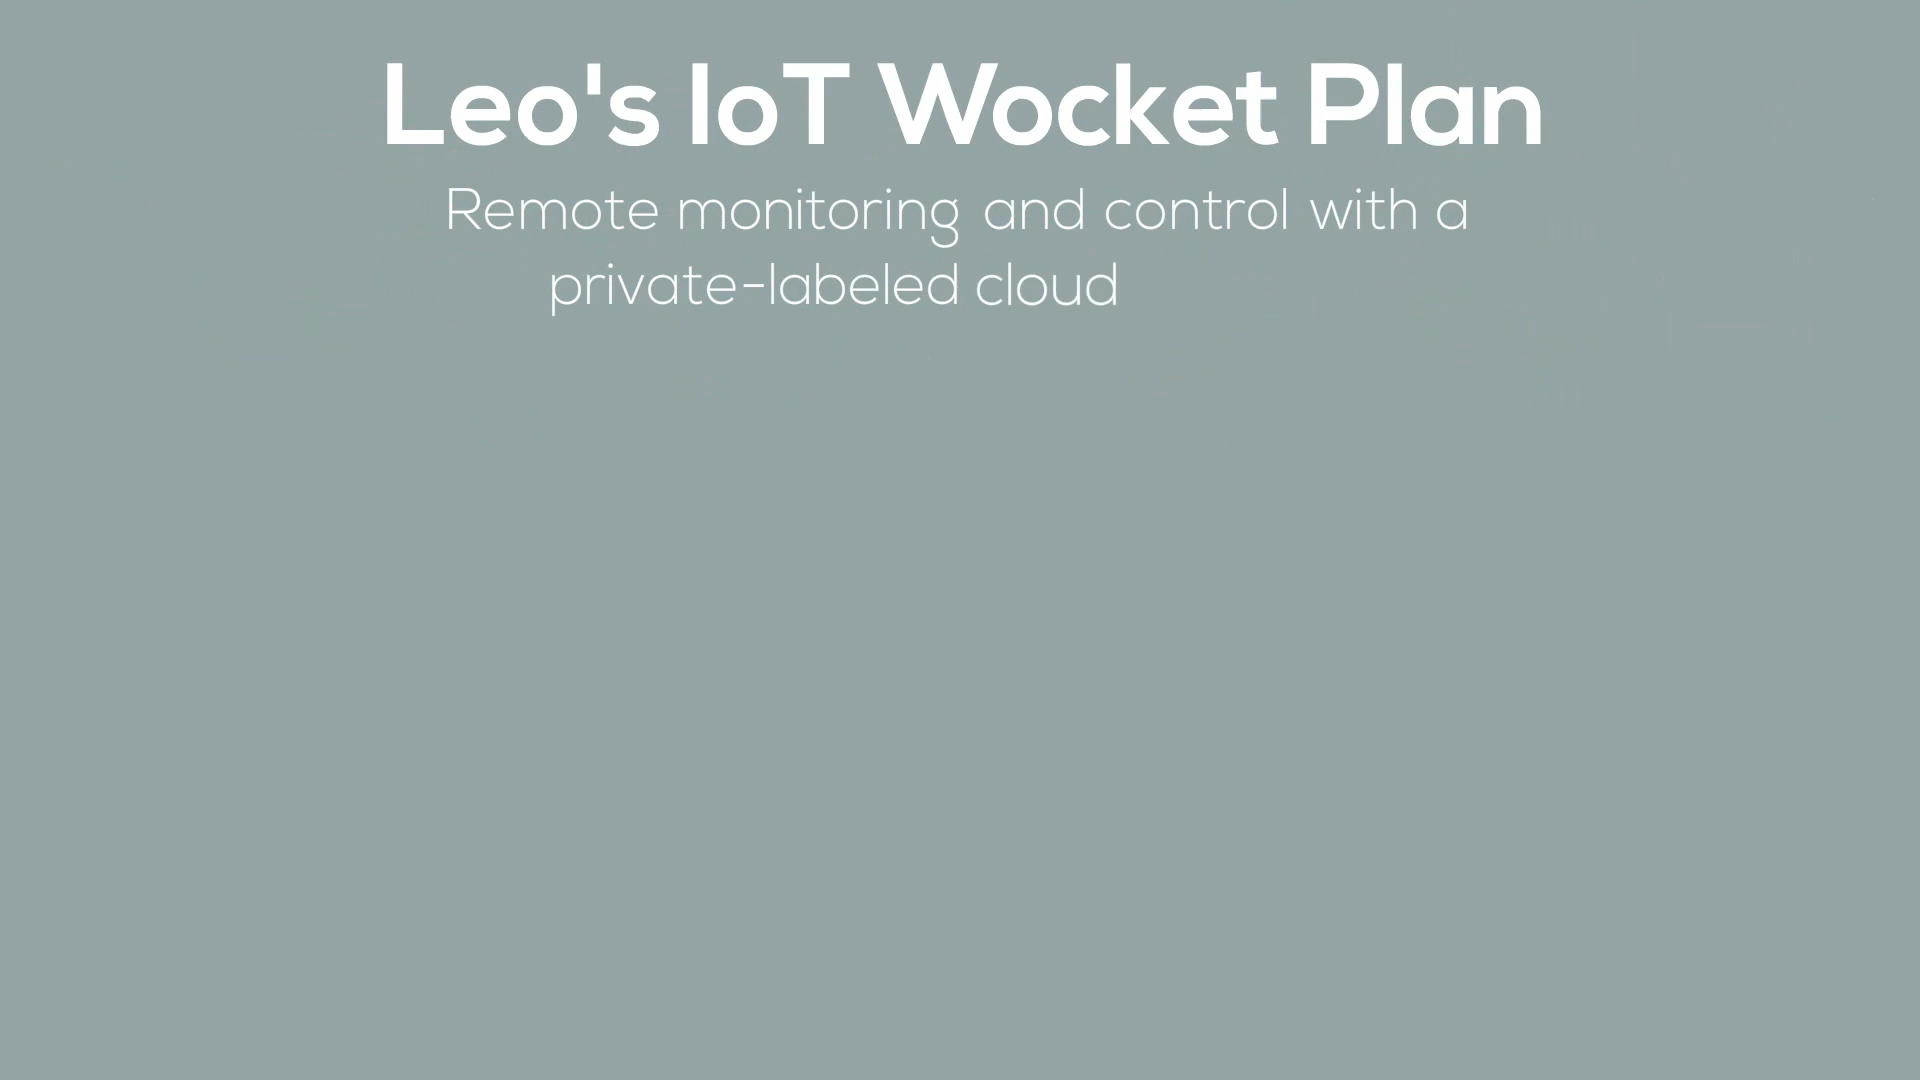 Leo's IoT Wocket Plan
Remote monitoring and control with a
private-labeled cloud